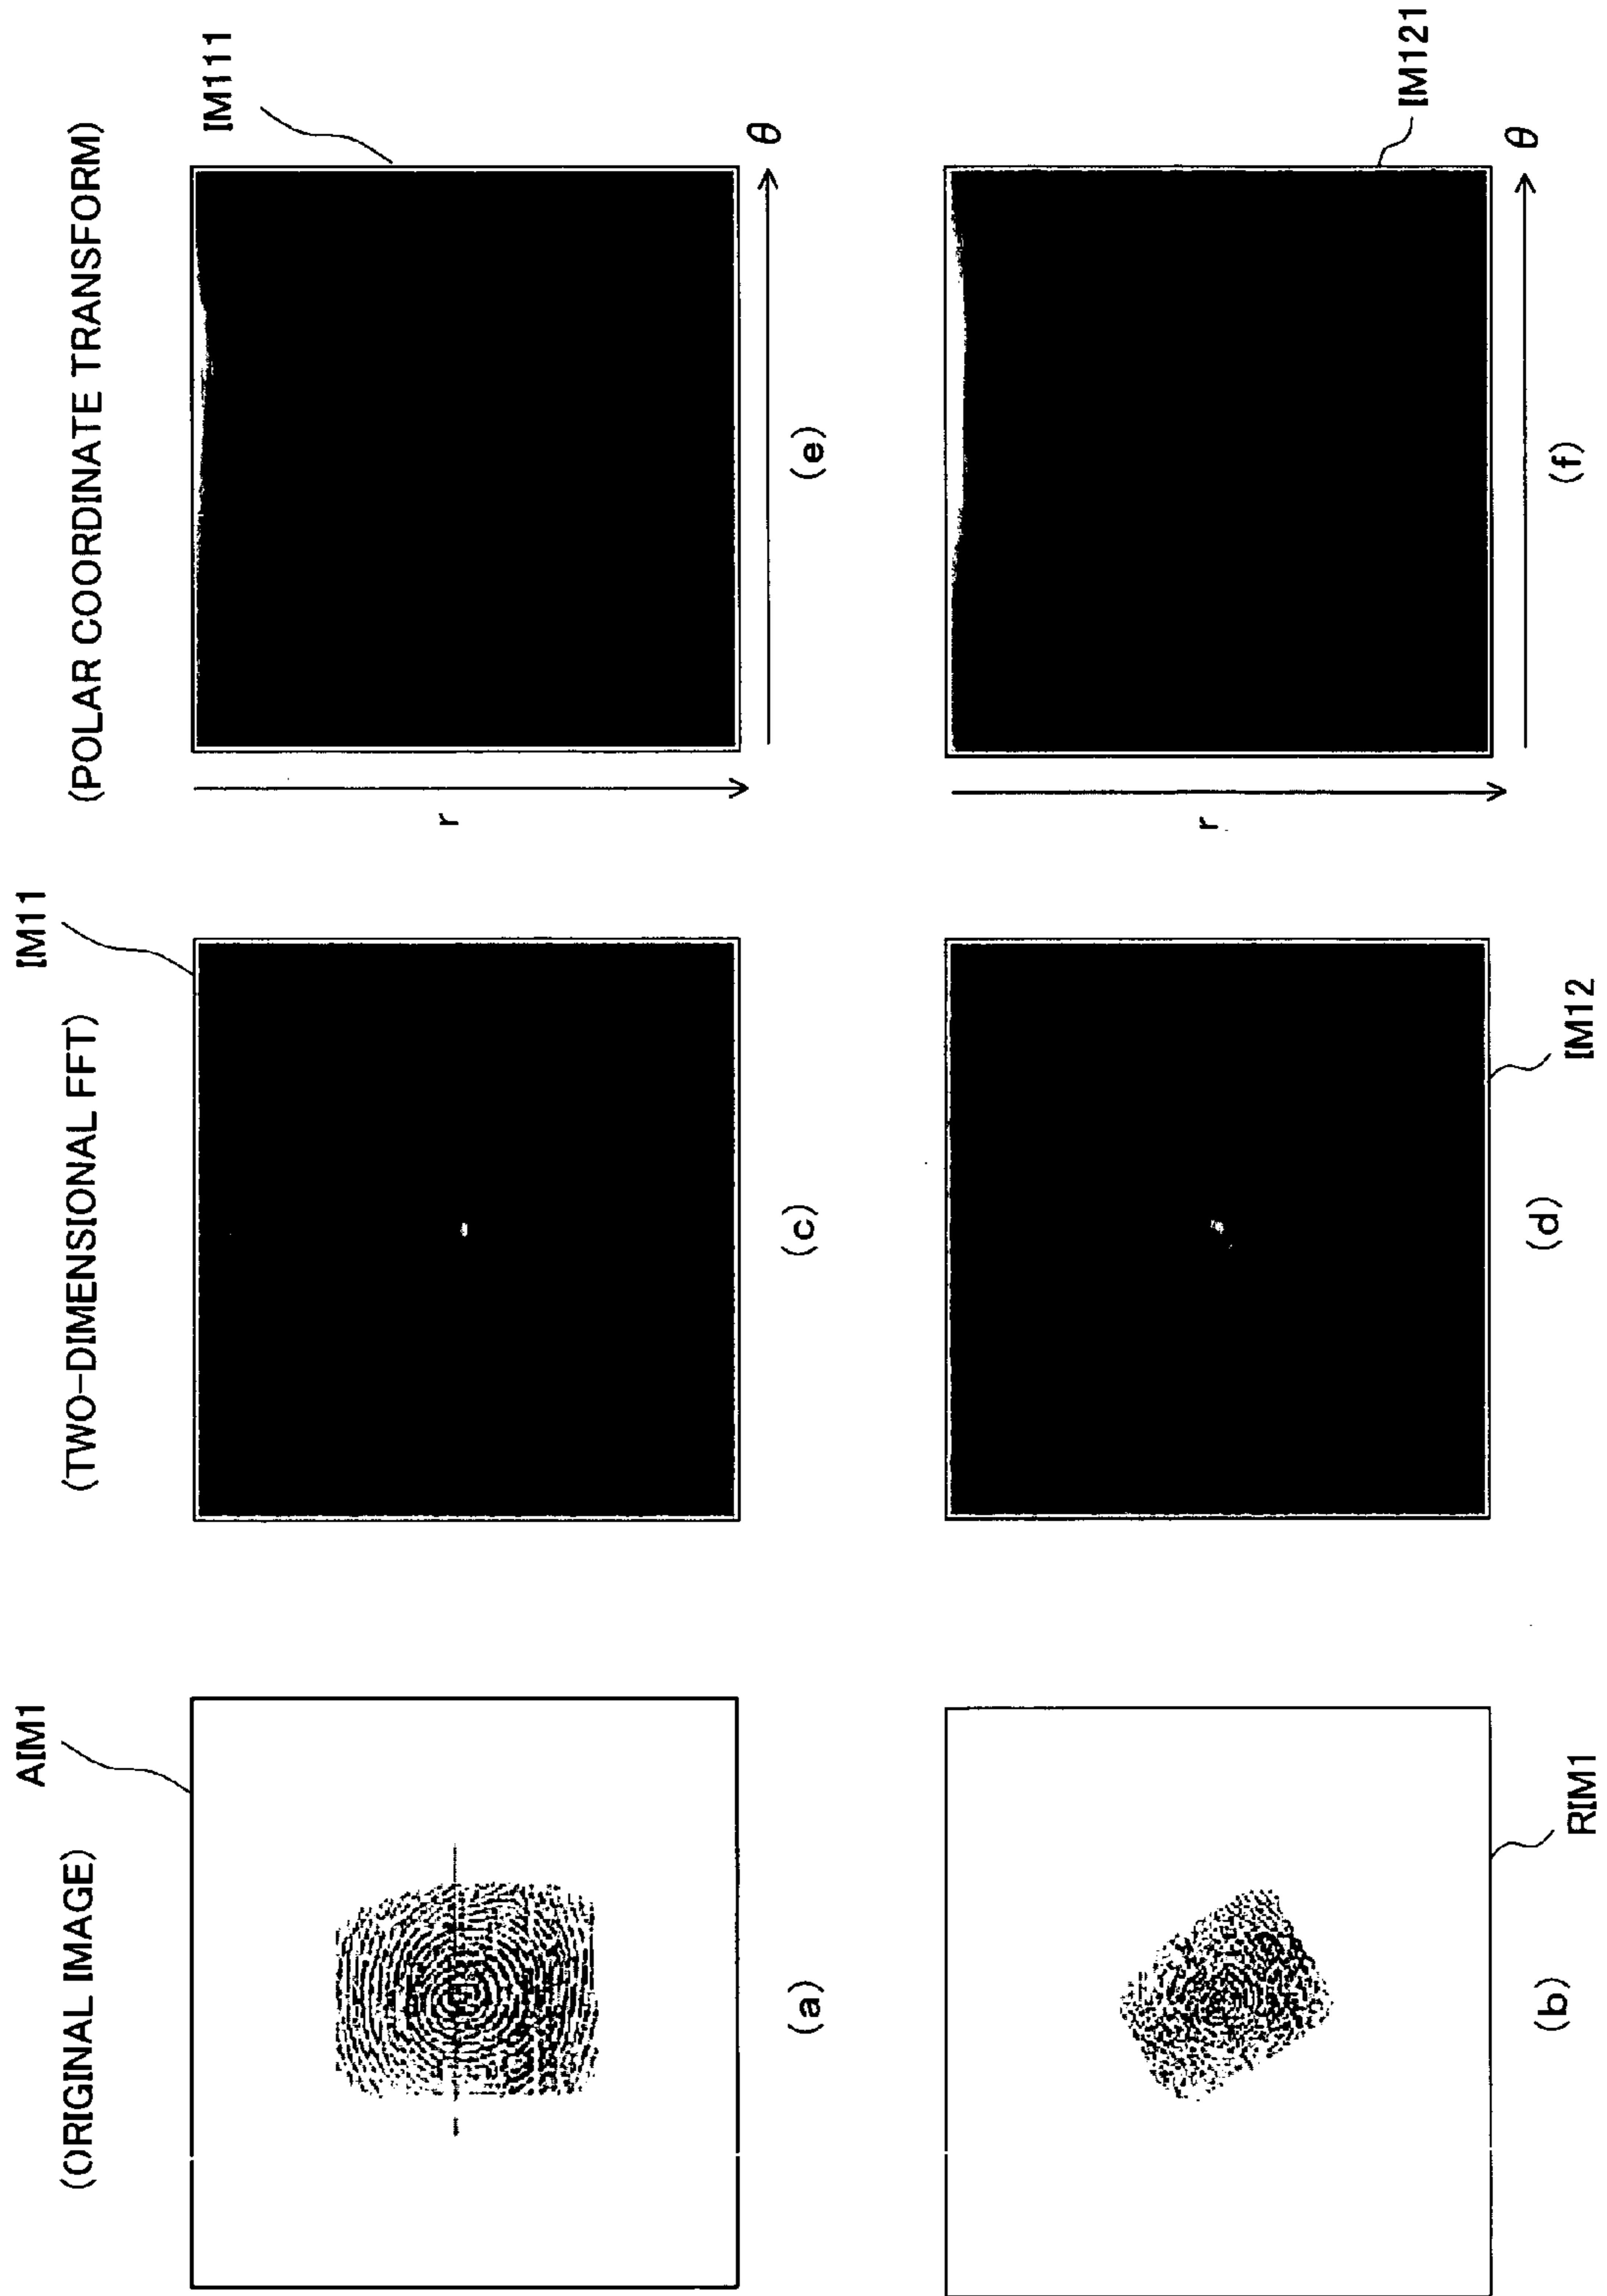 (ORIGINAL IMAGE)
(TWO-DIMENSIONAL FFT)
(POLAR COORDINATE TRANSFORM)
AIM1
IM11
IM111
r
θ
(a)
(c)
(e)
r
θ
RIM1
IM12
IM121
(b)
(d)
(f)